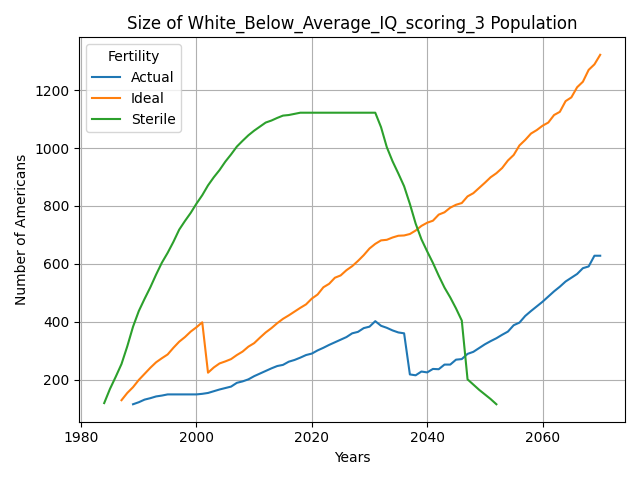 Size of White_Below_Average_IQ_scoring_3 Population
Fertility
Actual
Ideal
Sterile
Number of Americans
1200
1000
800
600
400
200
1980
2000
2020
2040
2060
Years